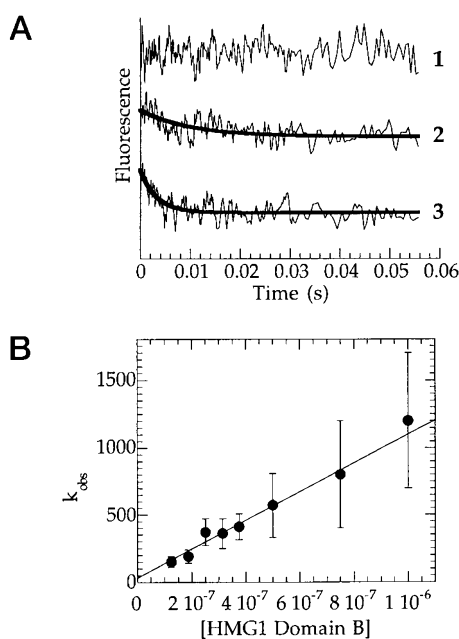 A
Fluorescence
1
2
3
0 0.01 0.02 0.03 0.04 0.05 0.06
Time (s)
B
k obs
1500
1000
500
0
0 2 10-7 4 10-7 6 10-7 8 10-7 1 10-6
[HMG1 Domain B]